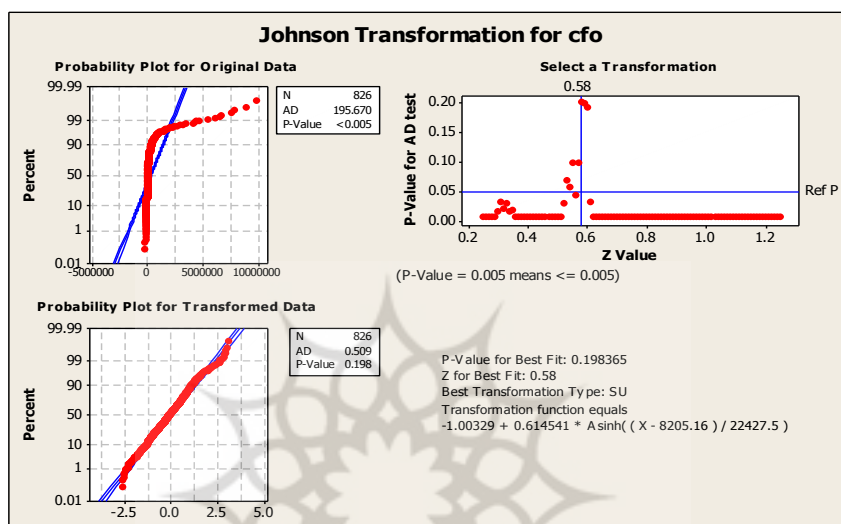 Johnson Transformation for cfo
Probability Plot for Original Data
99.99
99
90
50
10
1
0.01
Percent
-5000000
0
5000000
10000000
N 826
AD 195.670
P-Value <0.005
Select a Transformation
0.58
0.20
0.15
0.10
0.05
0.00
P-Value for AD test
Ref P
0.2
0.4
0.6
0.8
1.0
1.2
Z Value
(P-Value = 0.005 means <= 0.005)
Probability Plot for Transformed Data
99.99
99
90
50
10
1
0.01
Percent
-2.5
0.0
2.5
5.0
N 826
AD 0.509
P-Value 0.198
P-Value for Best Fit: 0.198365
Z for Best Fit: 0.58
Best Transformation Type: SU
Transformation function equals
-1.00329 + 0.614541 * Asinh( ( X - 8205.16 ) / 22427.5 )